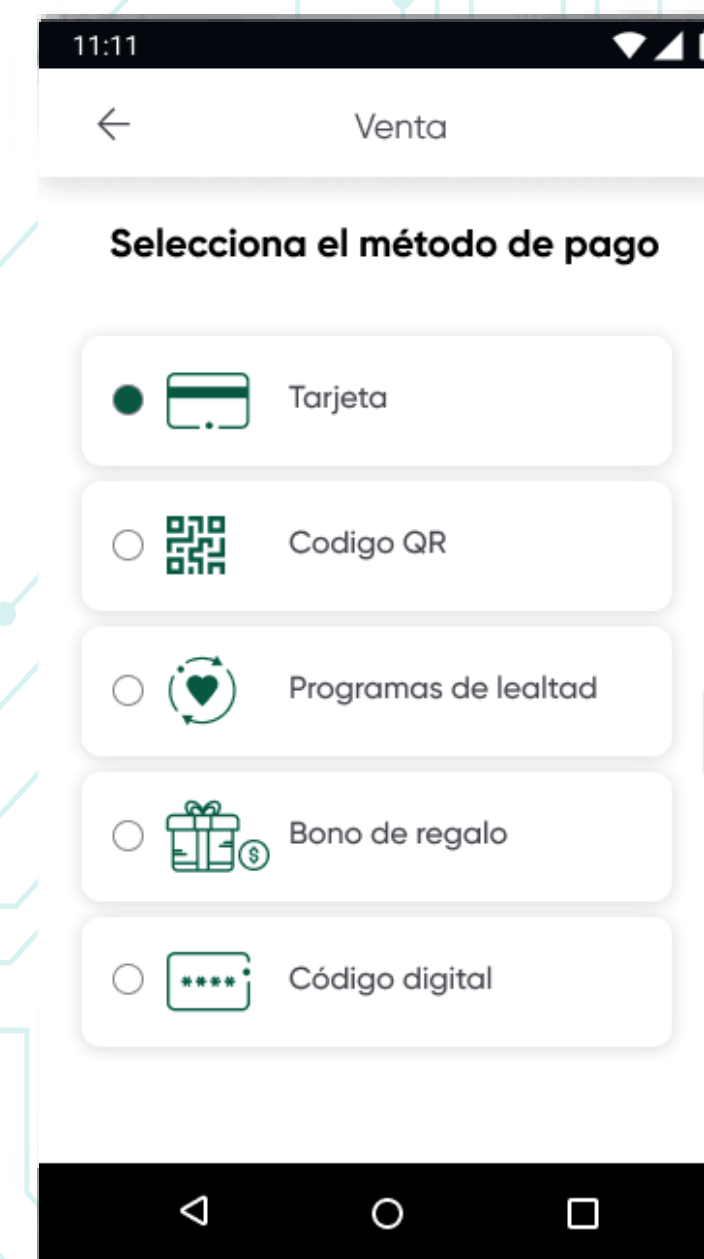 11:11
Venta
Selecciona el método de pago
Tarjeta
Codigo QR
Programas de lealtad
Bono de regalo
$
****
Código digital